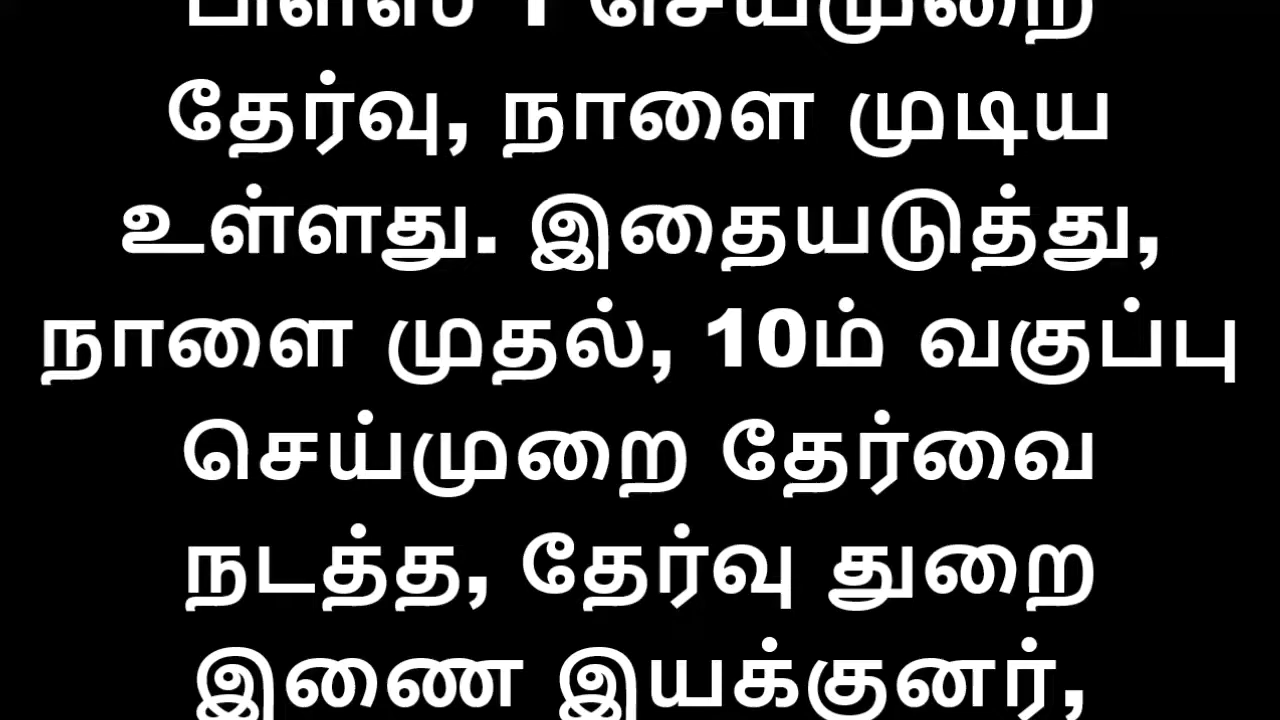 பிளஸ் 1 செய்முறை
தேர்வு, நாளை முடிய
உள்ளது. இதையடுத்து,
நாளை முதல், 10ம் வகுப்பு
செய்முறை தேர்வை
நடத்த, தேர்வு துறை
இணை இயக்குனர்,